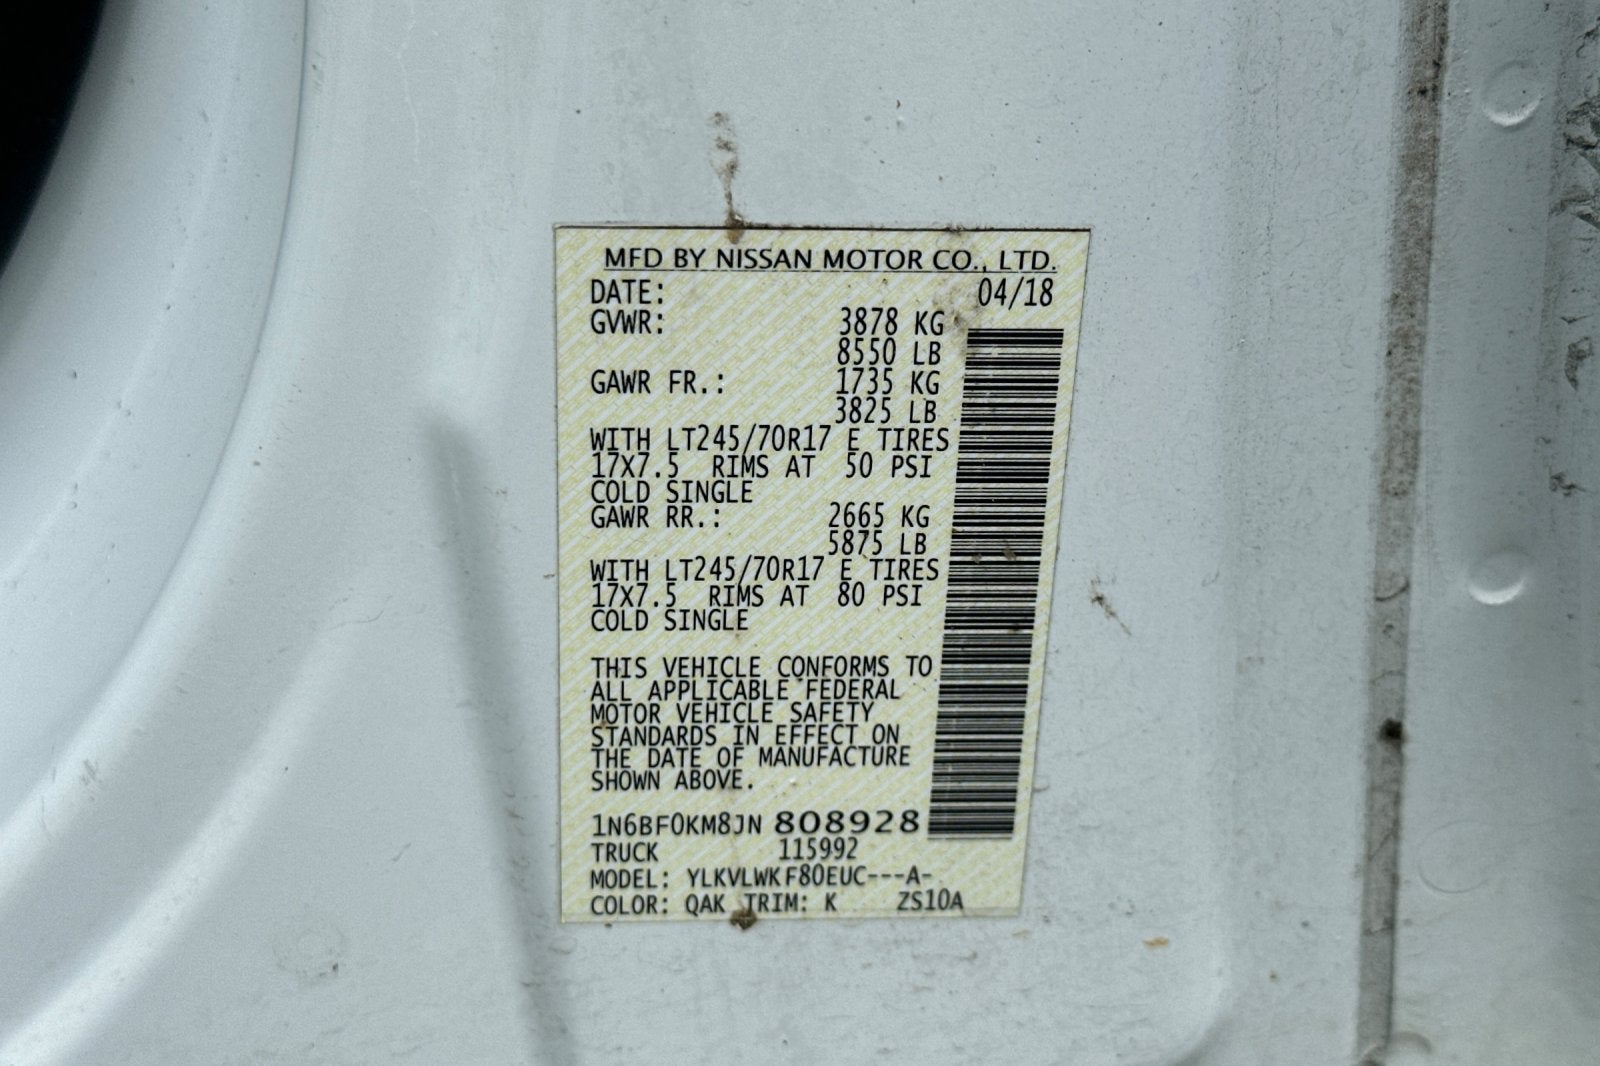 MFD BY NISSAN MOTOR CO., LTD.
DATE: 04/18
GVWR: 3878 KG
8550 LB
GAWR FR.: 1735 KG
3825 LB
WITH LT245/70R17 E TIRES
17X7.5 RIMS AT 50 PSI
COLD SINGLE
GAWR RR.: 2665 KG
5875 LB
WITH LT245/70R17 E TIRES
17X7.5 RIMS AT 80 PSI
COLD SINGLE
THIS VEHICLE CONFORMS TO
ALL APPLICABLE FEDERAL
MOTOR VEHICLE SAFETY
STANDARDS IN EFFECT ON
THE DATE OF MANUFACTURE
SHOWN ABOVE.
1N6BF0KM8JN 808928
TRUCK 115992
MODEL: YLKVLWKF80EUC---A-
COLOR: QAK TRIM: K ZS10A